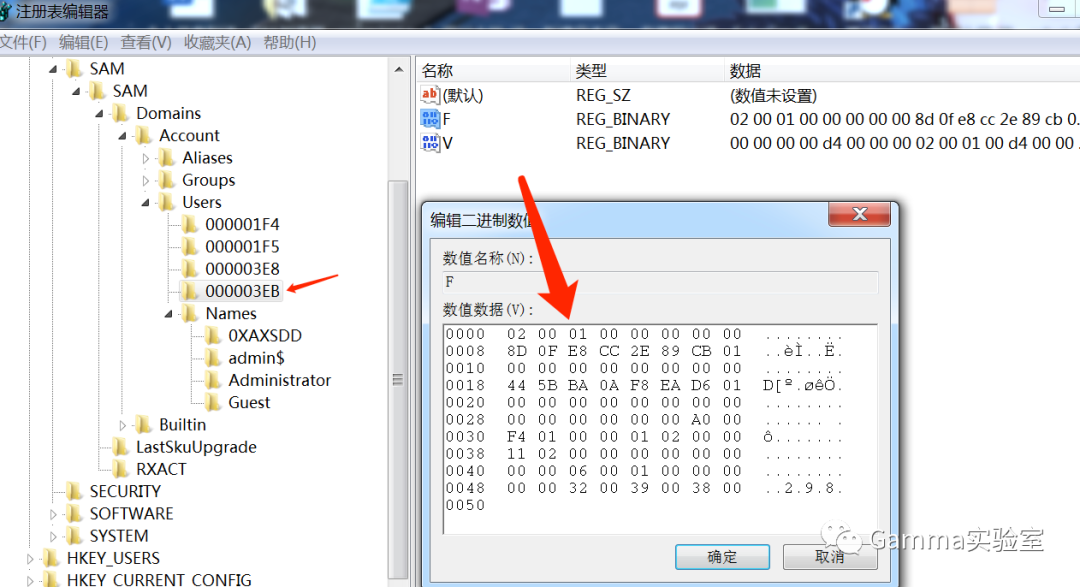 注册表编辑器
文件(F) 编辑(E) 查看(V) 收藏夹(A) 帮助(H)
SAM
SAM
Domains
Account
Aliases
Groups
Users
000001F4
000001F5
000003E8
000003EB
Names
0XAXSDD
admin$
Administrator
Guest
Builtin
LastSkuUpgrade
RXACT
SECURITY
SOFTWARE
SYSTEM
HKEY_USERS
HKEY_CURRENT_CONFIG
名称 类型 数据
(默认) REG_SZ (数值未设置)
F REG_BINARY 02 00 01 00 00 00 00 00 8d 0f e8 cc 2e 89 cb 0.
V REG_BINARY 00 00 00 00 d4 00 00 00 02 00 01 00 d4 00 00 .
编辑二进制数值
数值名称(N):
F
数值数据(V):
0000 02 00 01 00 00 00 00 00 ........
0008 8D 0F E8 CC 2E 89 CB 01 ..èÌ..Ë.
0010 00 00 00 00 00 00 00 00 ........
0018 44 5B BA 0A F8 EA D6 01 D[º.øêÖ.
0020 00 00 00 00 00 00 00 00 ........
0028 00 00 00 00 00 00 A0 00 ...... .
0030 F4 01 00 00 01 02 00 00 ô.......
0038 11 02 00 00 00 00 00 00 ........
0040 00 00 06 00 01 00 00 00 ........
0048 00 00 32 00 39 00 38 00 ..2.9.8.
0050
确定 取消
Gamma实验室